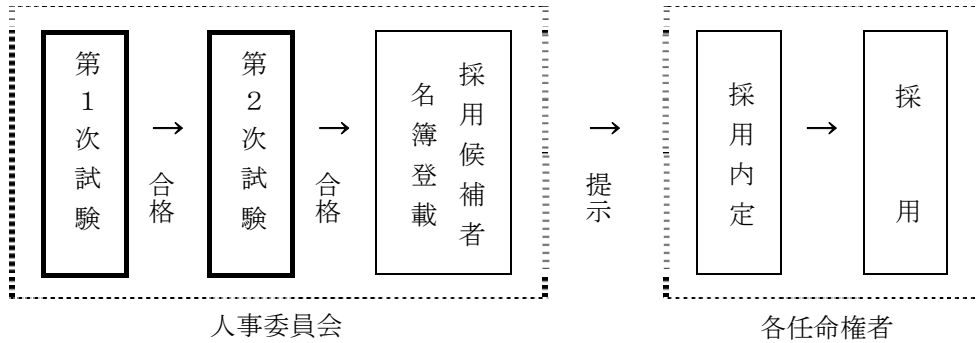 第１次試験
→
合格
第２次試験
→
合格
採用候補者
名簿登載
→
提示
採用内定
→
採用
人事委員会
各任命権者